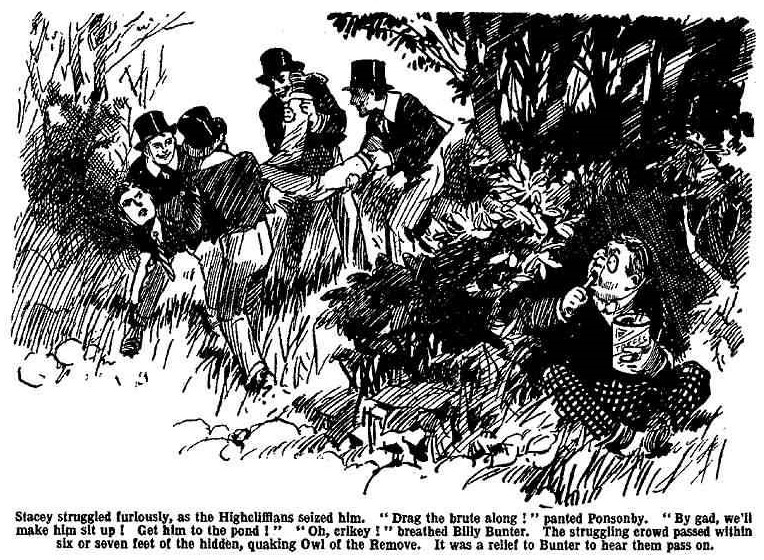 Stacey struggled furiously, as the Highcliffians seized him. "Drag the brute along!" panted Ponsonby. "By gad, we'll
make him sit up! Get him to the pond!" "Oh, crikey!" breathed Billy Bunter. The struggling crowd passed within
six or seven feet of the hidden, quaking Owl of the Remove. It was a relief to Bunter to hear them pass on.